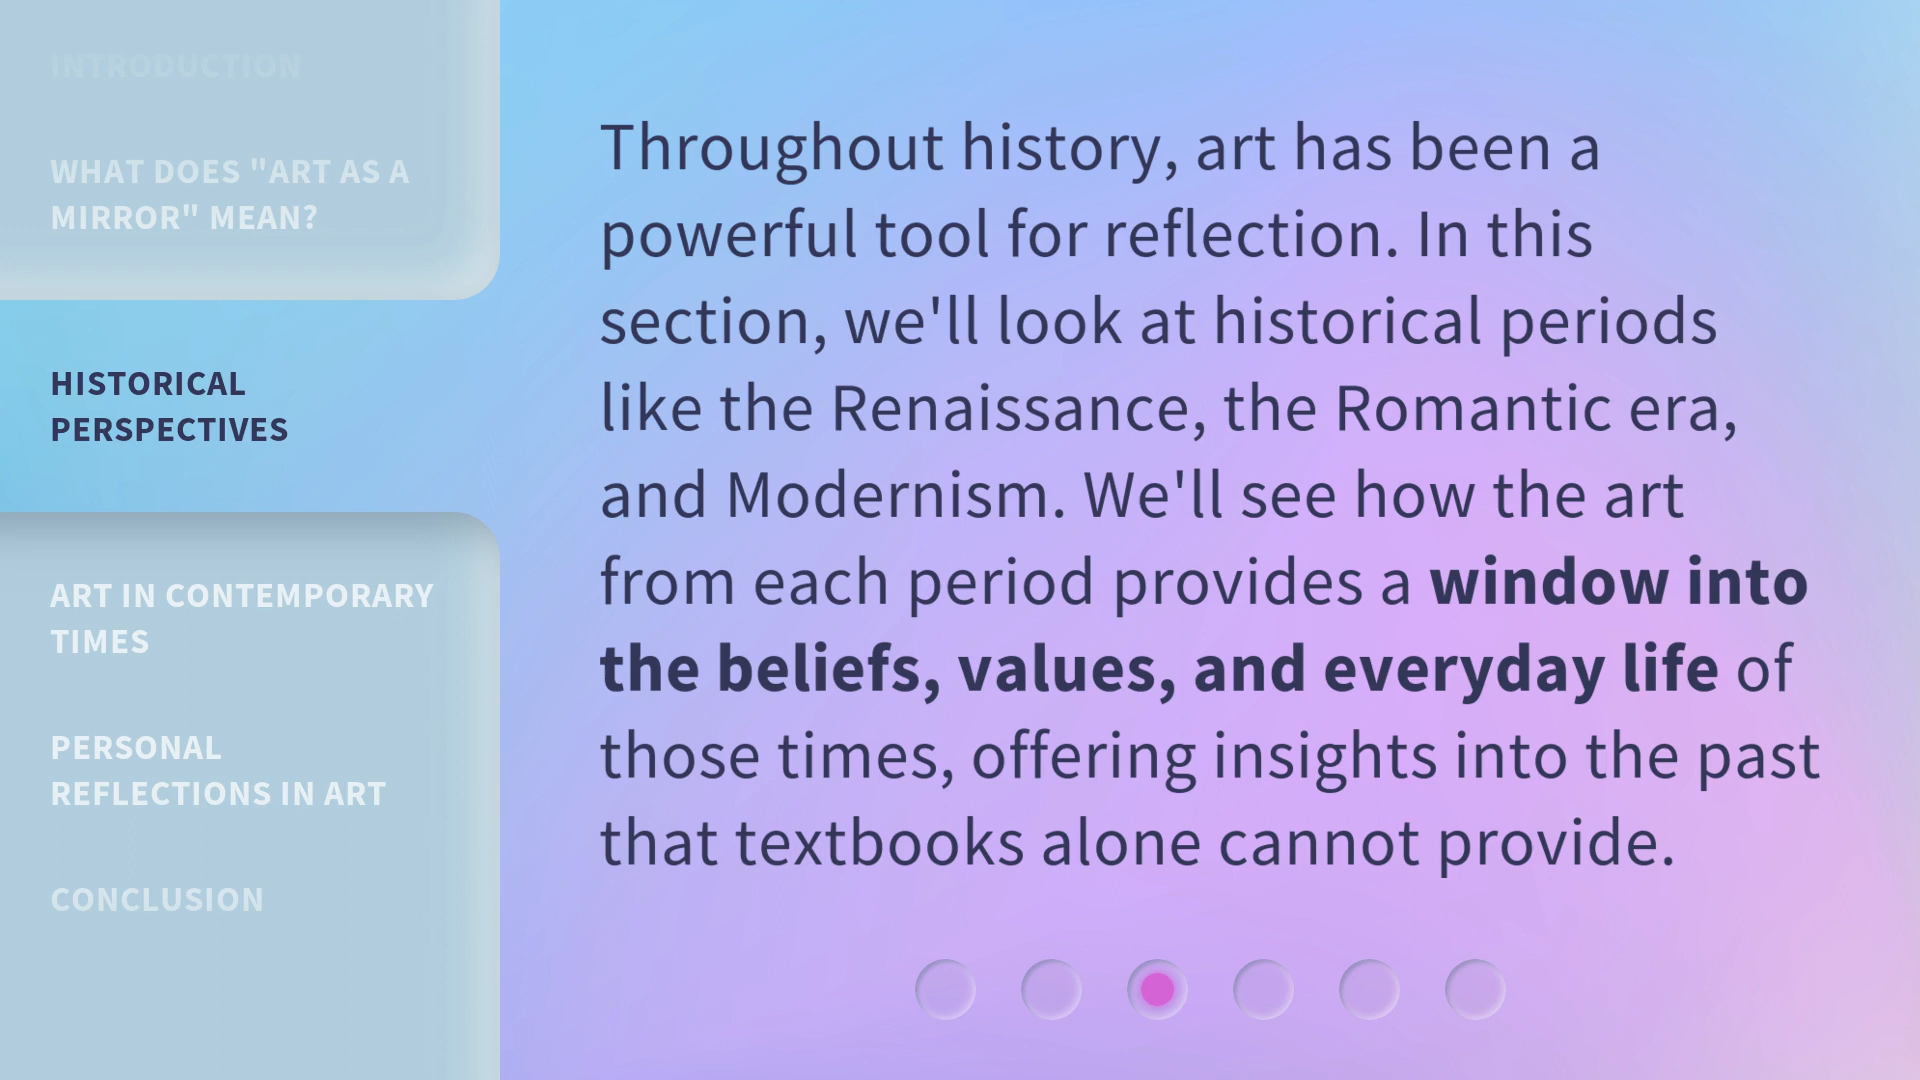 INTRODUCTION
WHAT DOES "ART AS A
MIRROR" MEAN?
HISTORICAL
PERSPECTIVES
ART IN CONTEMPORARY
TIMES
PERSONAL
REFLECTIONS IN ART
CONCLUSION
Throughout history, art has been a
powerful tool for reflection. In this
section, we'll look at historical periods
like the Renaissance, the Romantic era,
and Modernism. We'll see how the art
from each period provides a window into
the beliefs, values, and everyday life of
those times, offering insights into the past
that textbooks alone cannot provide.